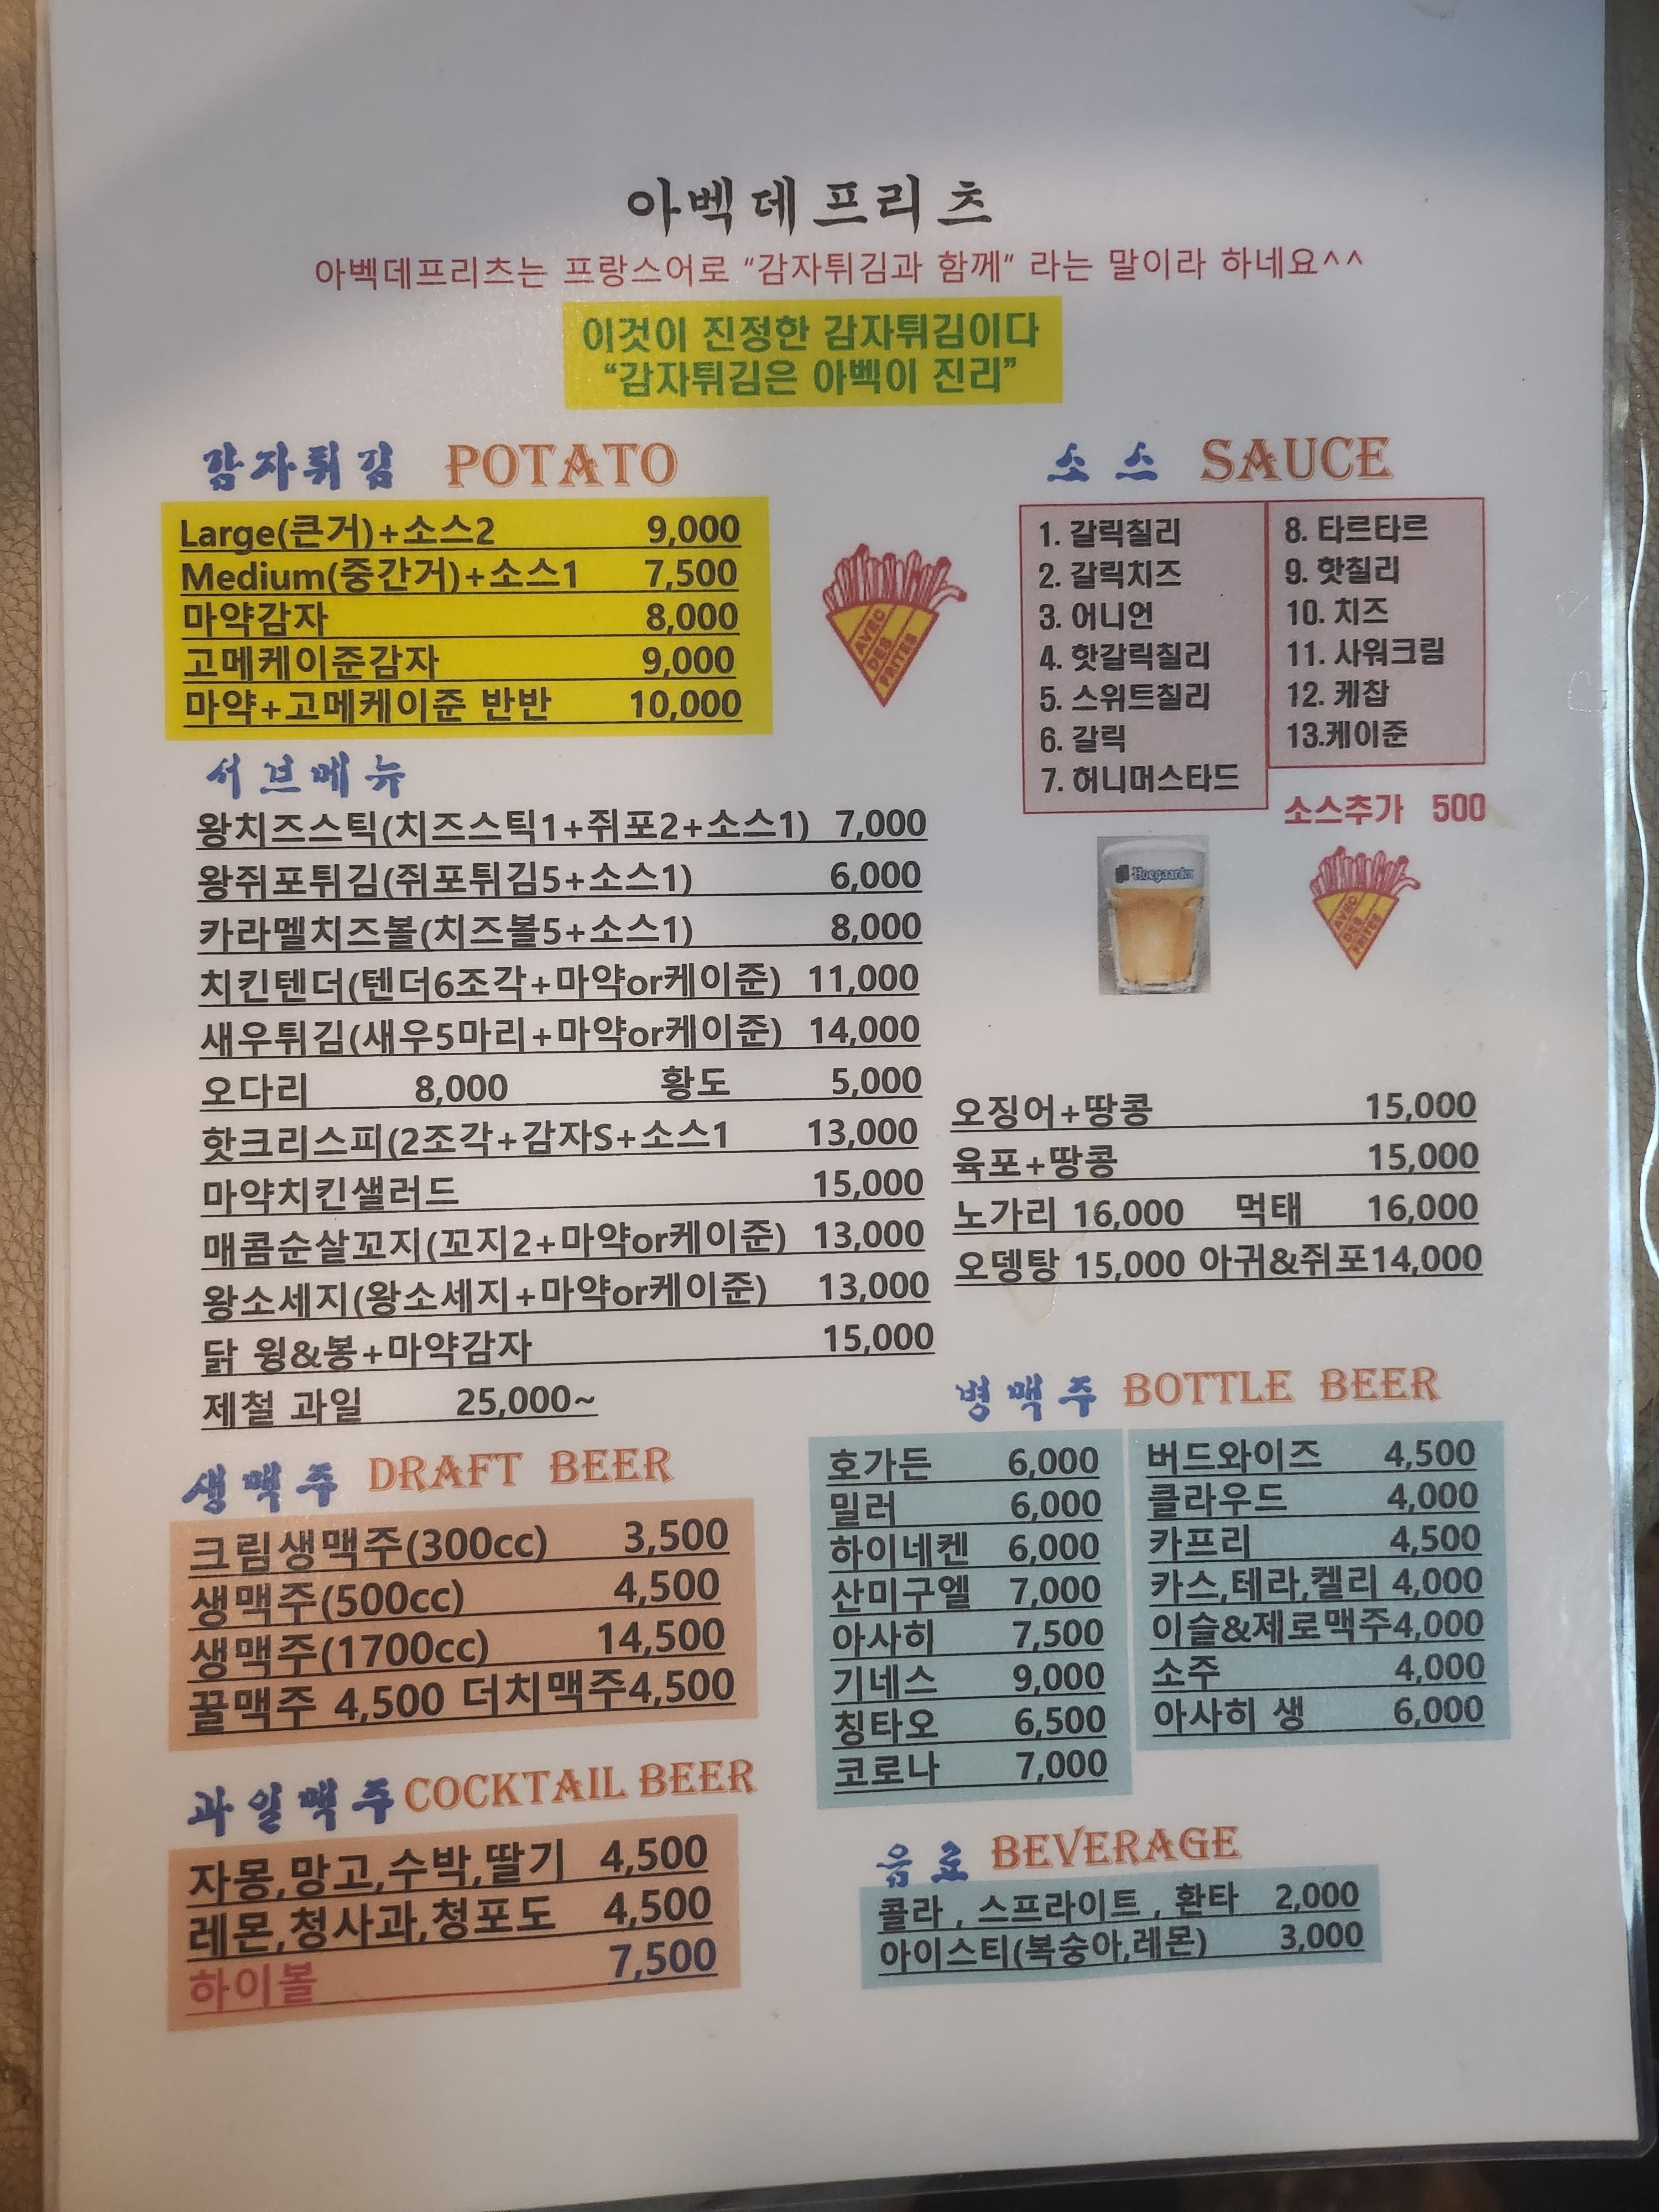 아벡데프리츠
아벡데프리츠는 프랑스어로 “감자튀김과 함께” 라는 말이라 하네요^^
이것이 진정한 감자튀김이다
“감자튀김은 아벡이 진리”
감자튀김 POTATO
Large(큰거)+소스2 9,000
Medium(중간거)+소스1 7,500
마약감자 8,000
고메케이준감자 9,000
마약+고메케이준 반반 10,000
AVEC
DES
FRITES
소스 SAUCE
1. 갈릭칠리
2. 갈릭치즈
3. 어니언
4. 핫갈릭칠리
5. 스위트칠리
6. 갈릭
7. 허니머스타드
8. 타르타르
9. 핫칠리
10. 치즈
11. 사워크림
12. 케찹
13.케이준
소스추가 500
Hoegaarden
AVEC
DES
FRITES
서브메뉴
왕치즈스틱(치즈스틱1+쥐포2+소스1) 7,000
왕쥐포튀김(쥐포튀김5+소스1) 6,000
카라멜치즈볼(치즈볼5+소스1) 8,000
치킨텐더(텐더6조각+마약or케이준) 11,000
새우튀김(새우5마리+마약or케이준) 14,000
오다리 8,000 황도 5,000
핫크리스피(2조각+감자S+소스1 13,000
마약치킨샐러드 15,000
매콤순살꼬지(꼬지2+마약or케이준) 13,000
왕소세지(왕소세지+마약or케이준) 13,000
닭 윙&봉+마약감자 15,000
제철 과일 25,000~
오징어+땅콩 15,000
육포+땅콩 15,000
노가리 16,000 먹태 16,000
오뎅탕 15,000 아귀&쥐포14,000
생맥주 DRAFT BEER
크림생맥주(300cc) 3,500
생맥주(500cc) 4,500
생맥주(1700cc) 14,500
꿀맥주 4,500 더치맥주4,500
과일맥주 COCKTAIL BEER
자몽,망고,수박,딸기 4,500
레몬,청사과,청포도 4,500
하이볼 7,500
병맥주 BOTTLE BEER
호가든 6,000
밀러 6,000
하이네켄 6,000
산미구엘 7,000
아사히 7,500
기네스 9,000
칭타오 6,500
코로나 7,000
버드와이즈 4,500
클라우드 4,000
카프리 4,500
카스,테라,켈리 4,000
이슬&제로맥주4,000
소주 4,000
아사히 생 6,000
음료 BEVERAGE
콜라 , 스프라이트 , 환타 2,000
아이스티(복숭아,레몬) 3,000